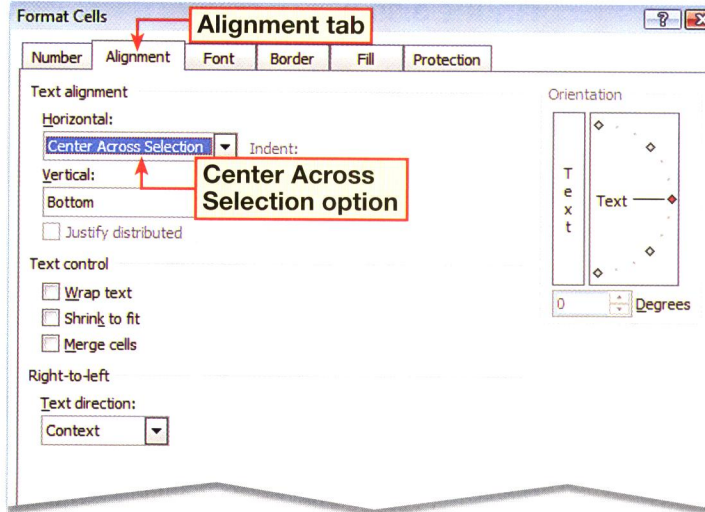 Format Cells
Alignment tab
Number Alignment Font Border Fill Protection
Text alignment
Orientation
Horizontal:
Center Across Selection
Indent:
Vertical:
Center Across
Selection option
Bottom
Justify distributed
Text
Text
Text control
Wrap text
Shrink to fit
Merge cells
0 Degrees
Right-to-left
Text direction:
Context